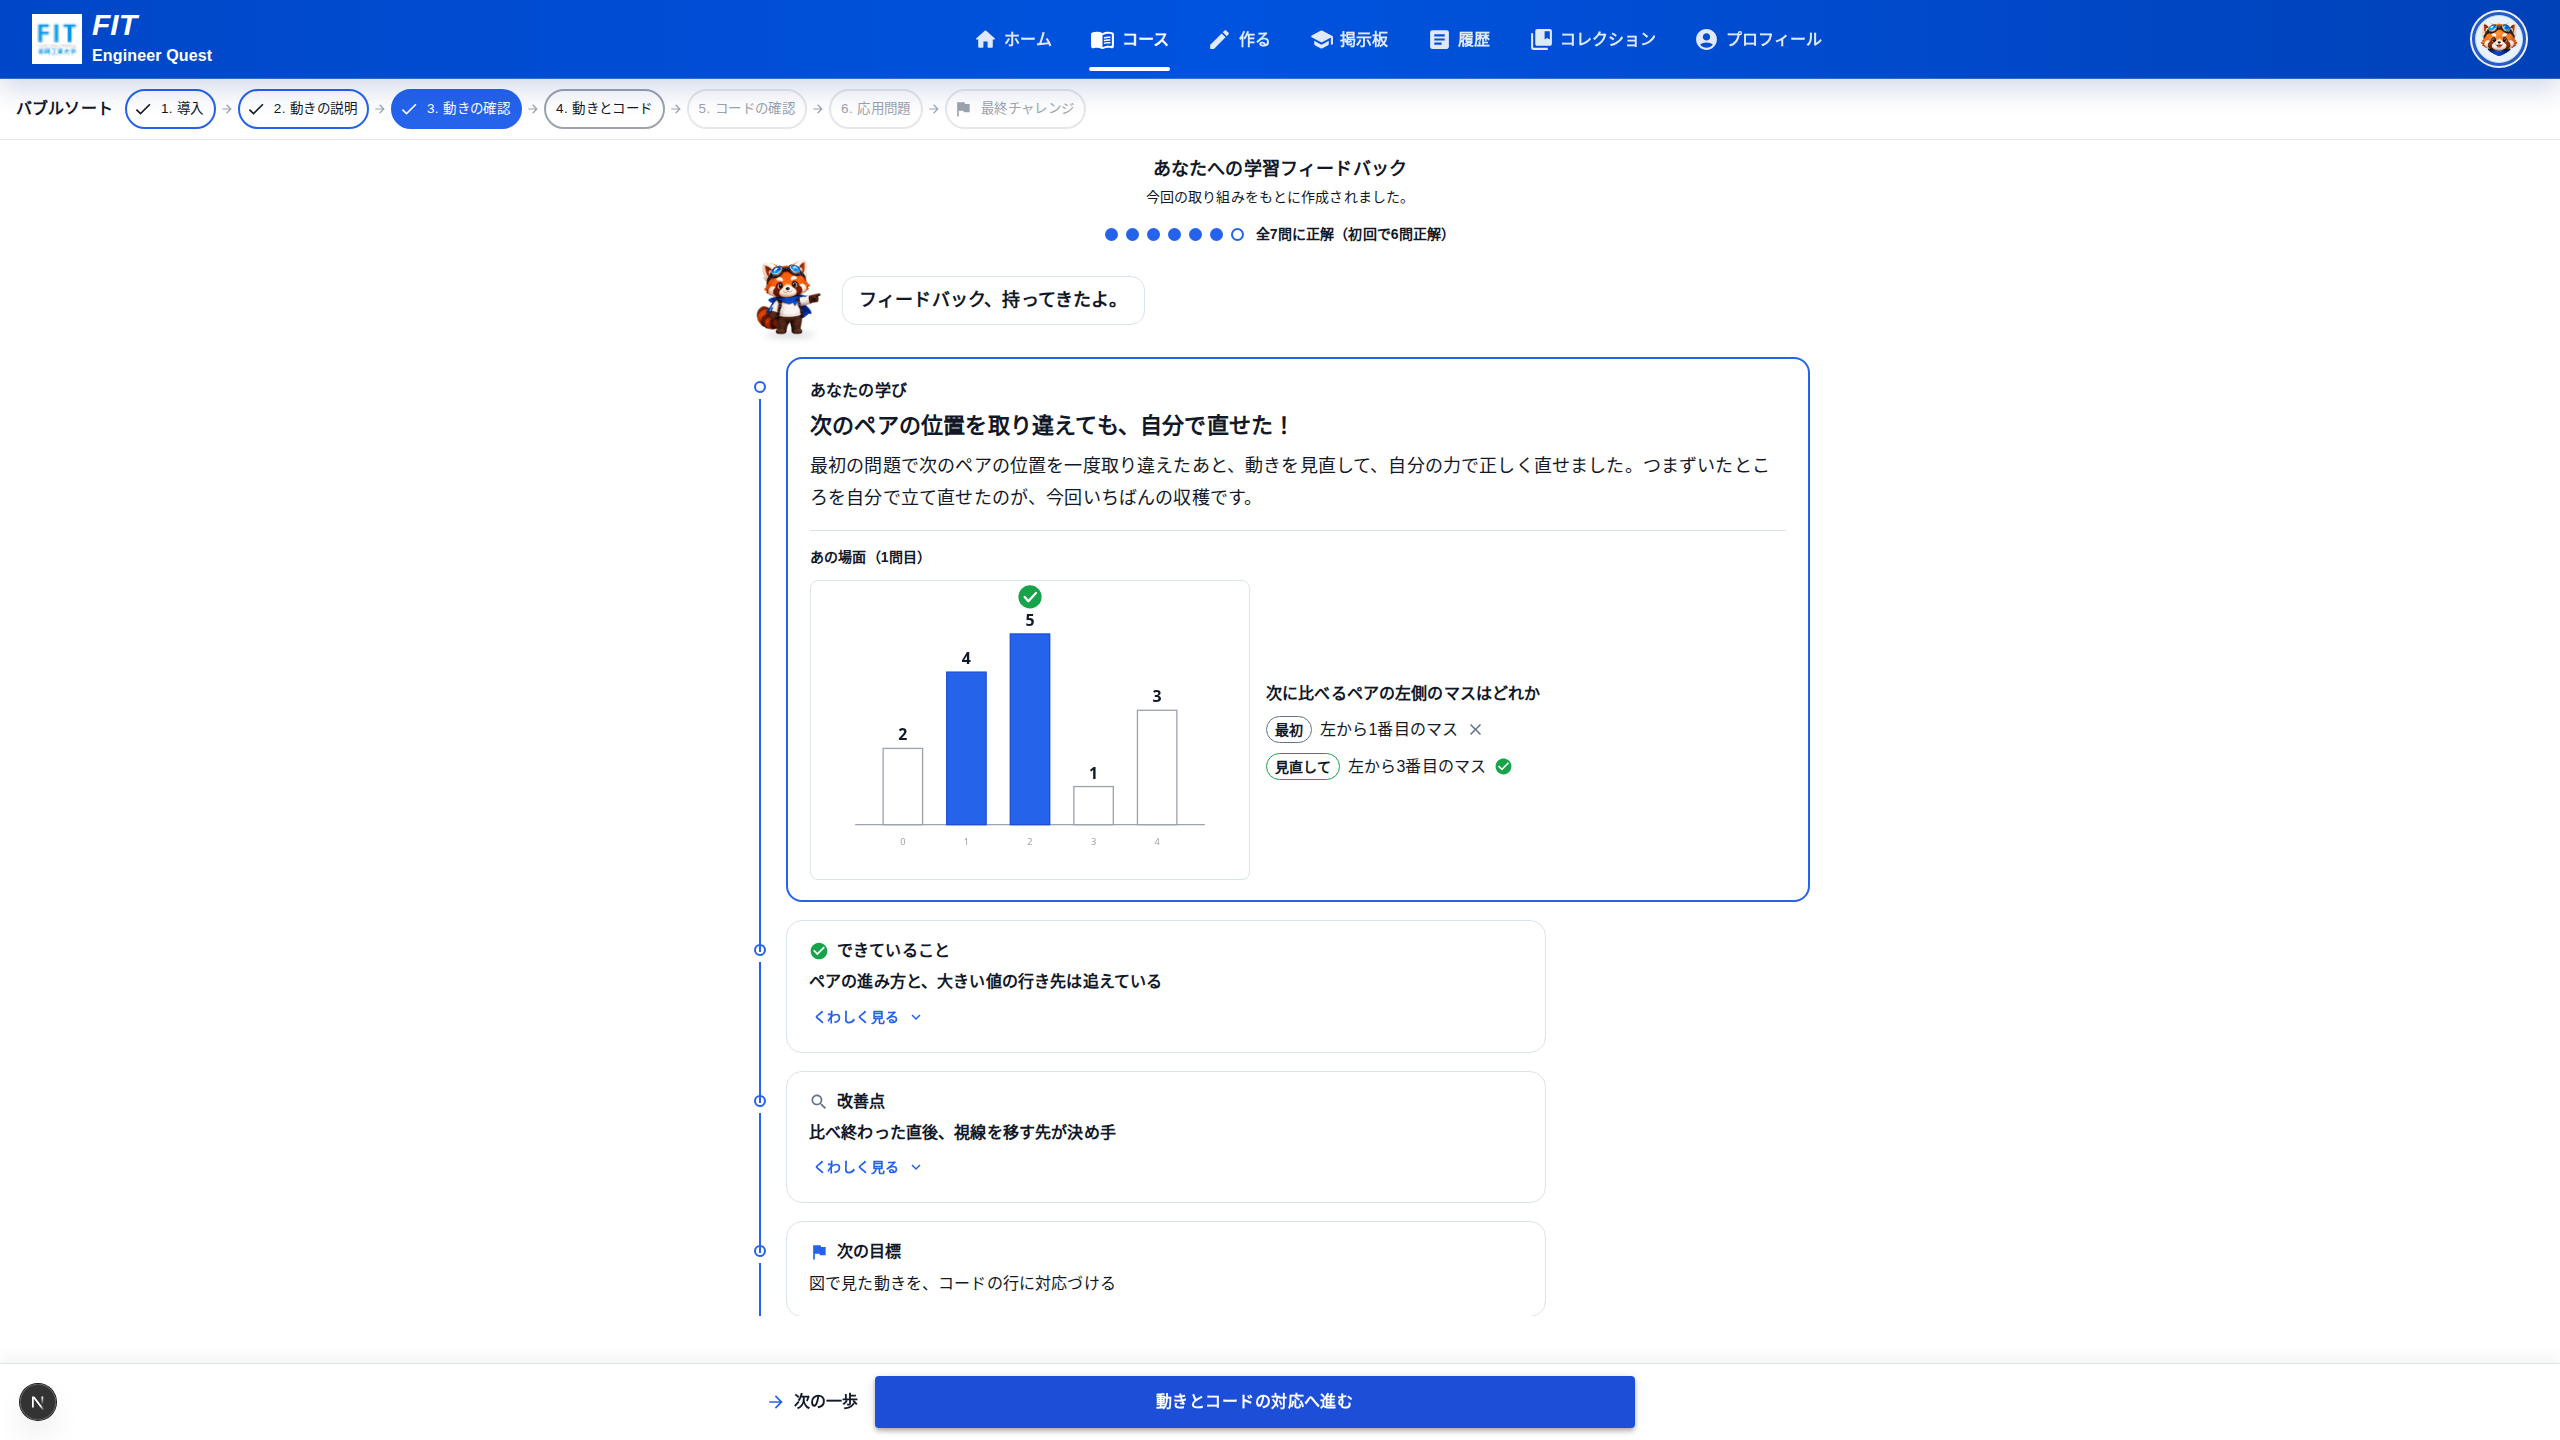 FIT
福岡工業大学
FIT
Engineer Quest
ホーム
コース
作る
掲示板
履歴
コレクション
プロフィール
バブルソート
1. 導入
2. 動きの説明
3. 動きの確認
4. 動きとコード
5. コードの確認
6. 応用問題
最終チャレンジ
あなたへの学習フィードバック
今回の取り組みをもとに作成されました。
全7問に正解（初回で6問正解）
フィードバック、持ってきたよ。
あなたの学び
次のペアの位置を取り違えても、自分で直せた！
最初の問題で次のペアの位置を一度取り違えたあと、動きを見直して、自分の力で正しく直せました。つまずいたとこ
ろを自分で立て直せたのが、今回いちばんの収穫です。
あの場面（1問目）
5
4
3
2
1
0 1 2 3 4
次に比べるペアの左側のマスはどれか
最初 左から1番目のマス
見直して 左から3番目のマス
できていること
ペアの進み方と、大きい値の行き先は追えている
くわしく見る
改善点
比べ終わった直後、視線を移す先が決め手
くわしく見る
次の目標
図で見た動きを、コードの行に対応づける
N
次の一歩
動きとコードの対応へ進む